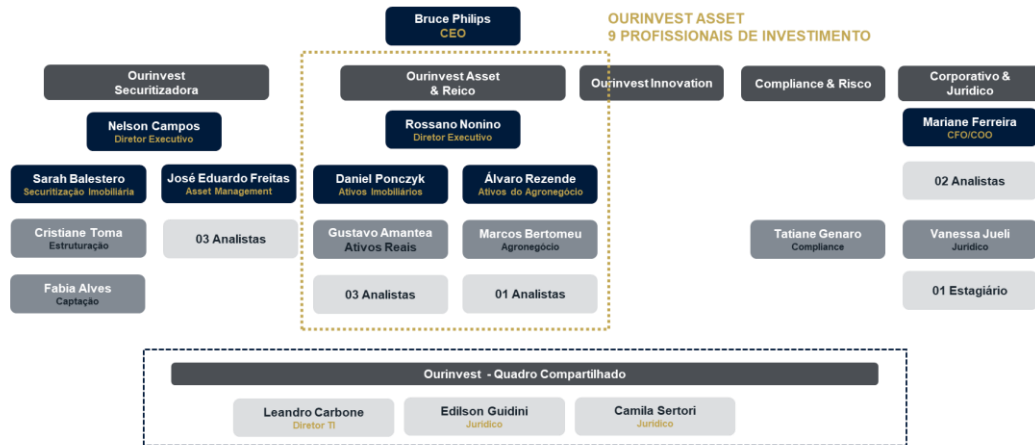 Bruce Philips
CEO
OURINVEST ASSET
9 PROFISSIONAIS DE INVESTIMENTO
Ourinvest
Securitizadora
Ourinvest Asset
& Reico
Ourinvest Innovation
Compliance & Risco
Corporativo &
Jurídico
Nelson Campos
Diretor Executivo
Rossano Nonino
Diretor Executivo
Mariane Ferreira
CFO/COO
Sarah Balestero
Securitização Imobiliária
José Eduardo Freitas
Asset Management
Daniel Ponczyk
Ativos Imobiliários
Álvaro Rezende
Ativos do Agronegócio
02 Analistas
Cristiane Toma
Estruturação
03 Analistas
Gustavo Amantea
Ativos Reais
Marcos Bertomeu
Agronegócio
Tatiane Genaro
Compliance
Vanessa Jueli
Jurídico
Fabia Alves
Captação
03 Analistas
01 Analistas
01 Estagiário
Ourinvest - Quadro Compartilhado
Leandro Carbone
Diretor TI
Edilson Guidini
Jurídico
Camila Sertori
Jurídico